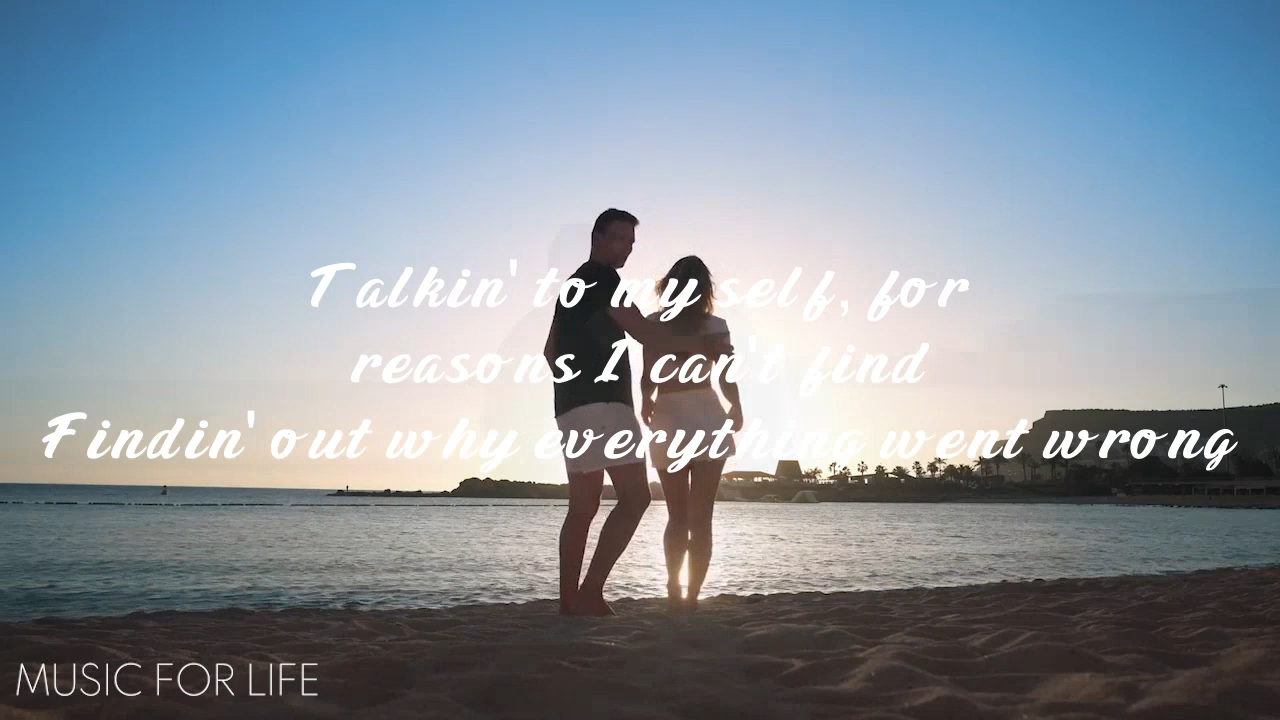 Talkin' to my self, for
reasons I can't find
Findin' out why everything went wrong
MUSIC FOR LIFE